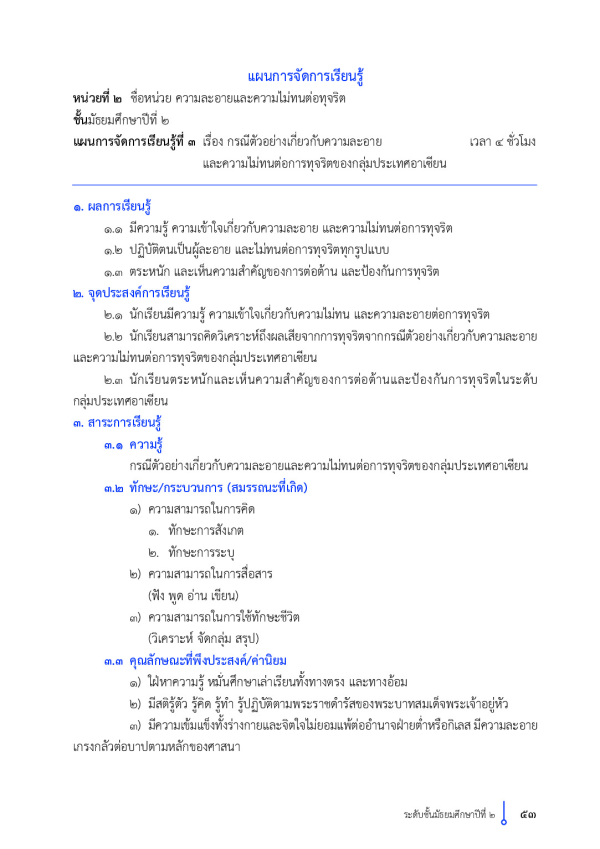 แผนการจัดการเรียนรู้
หน่วยที่ ๒ ชื่อหน่วย ความละอายและความไม่ทนต่อทุจริต
ชั้นมัธยมศึกษาปีที่ ๒
แผนการจัดการเรียนรู้ที่ ๓ เรื่อง กรณีตัวอย่างเกี่ยวกับความละอาย เวลา ๔ ชั่วโมง
และความไม่ทนต่อการทุจริตของกลุ่มประเทศอาเซียน
๑. ผลการเรียนรู้
๑.๑ มีความรู้ ความเข้าใจเกี่ยวกับความละอาย และความไม่ทนต่อการทุจริต
๑.๒ ปฏิบัติตนเป็นผู้ละอาย และไม่ทนต่อการทุจริตทุกรูปแบบ
๑.๓ ตระหนัก และเห็นความสำคัญของการต่อต้าน และป้องกันการทุจริต
๒. จุดประสงค์การเรียนรู้
๒.๑ นักเรียนมีความรู้ ความเข้าใจเกี่ยวกับความไม่ทน และความละอายต่อการทุจริต
๒.๒ นักเรียนสามารถคิดวิเคราะห์ถึงผลเสียจากการทุจริตจากกรณีตัวอย่างเกี่ยวกับความละอาย
และความไม่ทนต่อการทุจริตของกลุ่มประเทศอาเซียน
๒.๓ นักเรียนตระหนักและเห็นความสำคัญของการต่อต้านและป้องกันการทุจริตในระดับ
กลุ่มประเทศอาเซียน
๓. สาระการเรียนรู้
๓.๑ ความรู้
กรณีตัวอย่างเกี่ยวกับความละอายและความไม่ทนต่อการทุจริตของกลุ่มประเทศอาเซียน
๓.๒ ทักษะ/กระบวนการ (สมรรถนะที่เกิด)
๑) ความสามารถในการคิด
๑. ทักษะการสังเกต
๒. ทักษะการระบุ
๒) ความสามารถในการสื่อสาร
(ฟัง พูด อ่าน เขียน)
๓) ความสามารถในการใช้ทักษะชีวิต
(วิเคราะห์ จัดกลุ่ม สรุป)
๓.๓ คุณลักษณะที่พึงประสงค์/ค่านิยม
๑) ใฝ่หาความรู้ หมั่นศึกษาเล่าเรียนทั้งทางตรง และทางอ้อม
๒) มีสติรู้ตัว รู้คิด รู้ทำ รู้ปฏิบัติตามพระราชดำรัสของพระบาทสมเด็จพระเจ้าอยู่หัว
๓) มีความเข้มแข็งทั้งร่างกายและจิตใจไม่ยอมแพ้ต่ออำนาจฝ่ายต่ำหรือกิเลส มีความละอาย
เกรงกลัวต่อบาปตามหลักของศาสนา
ระดับชั้นมัธยมศึกษาปีที่ ๒ ๕๓